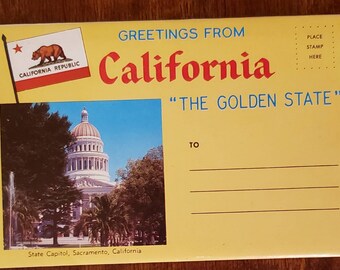 GREETINGS FROM
PLACE
STAMP
HERE
CALIFORNIA REPUBLIC
California
"THE GOLDEN STATE"
TO
State Capitol, Sacramento, California